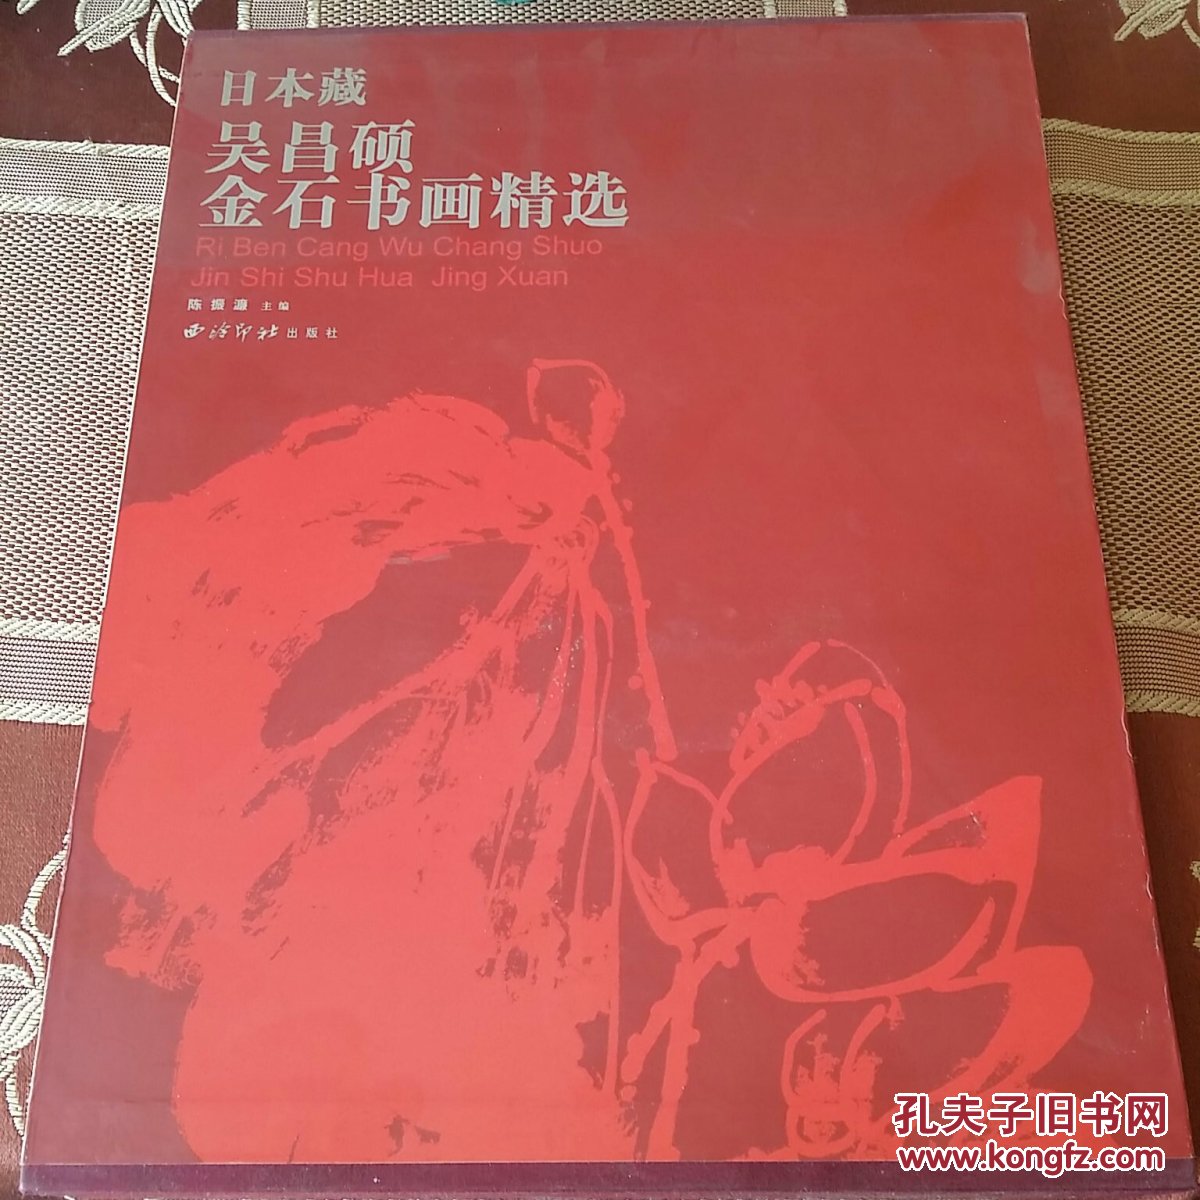 日本藏
吴昌硕
金石书画精选
Ri Ben Cang Wu Chang Shuo
Jin Shi Shu Hua Jing Xuan
陈振濂 主编
西泠印社出版社
孔夫子旧书网
www.kongfz.com